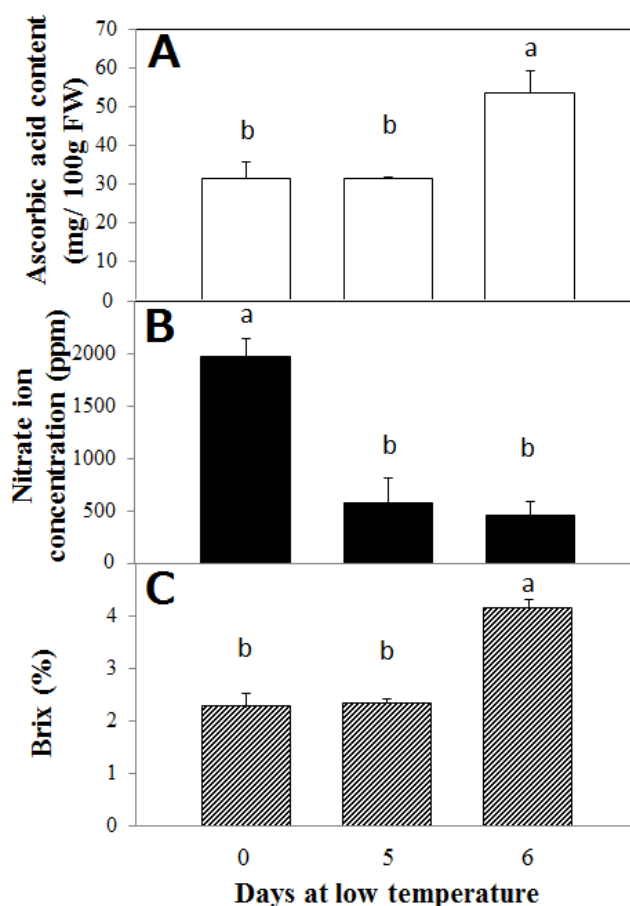 A
Ascorbic acid content
(mg/ 100g FW)
70
60
50
40
30
20
10
0
b
b
a
B
Nitrate ion
concentration (ppm)
2000
1500
1000
500
0
a
b
b
C
Brix (%)
4
3
2
1
0
b
b
a
0 5 6
Days at low temperature